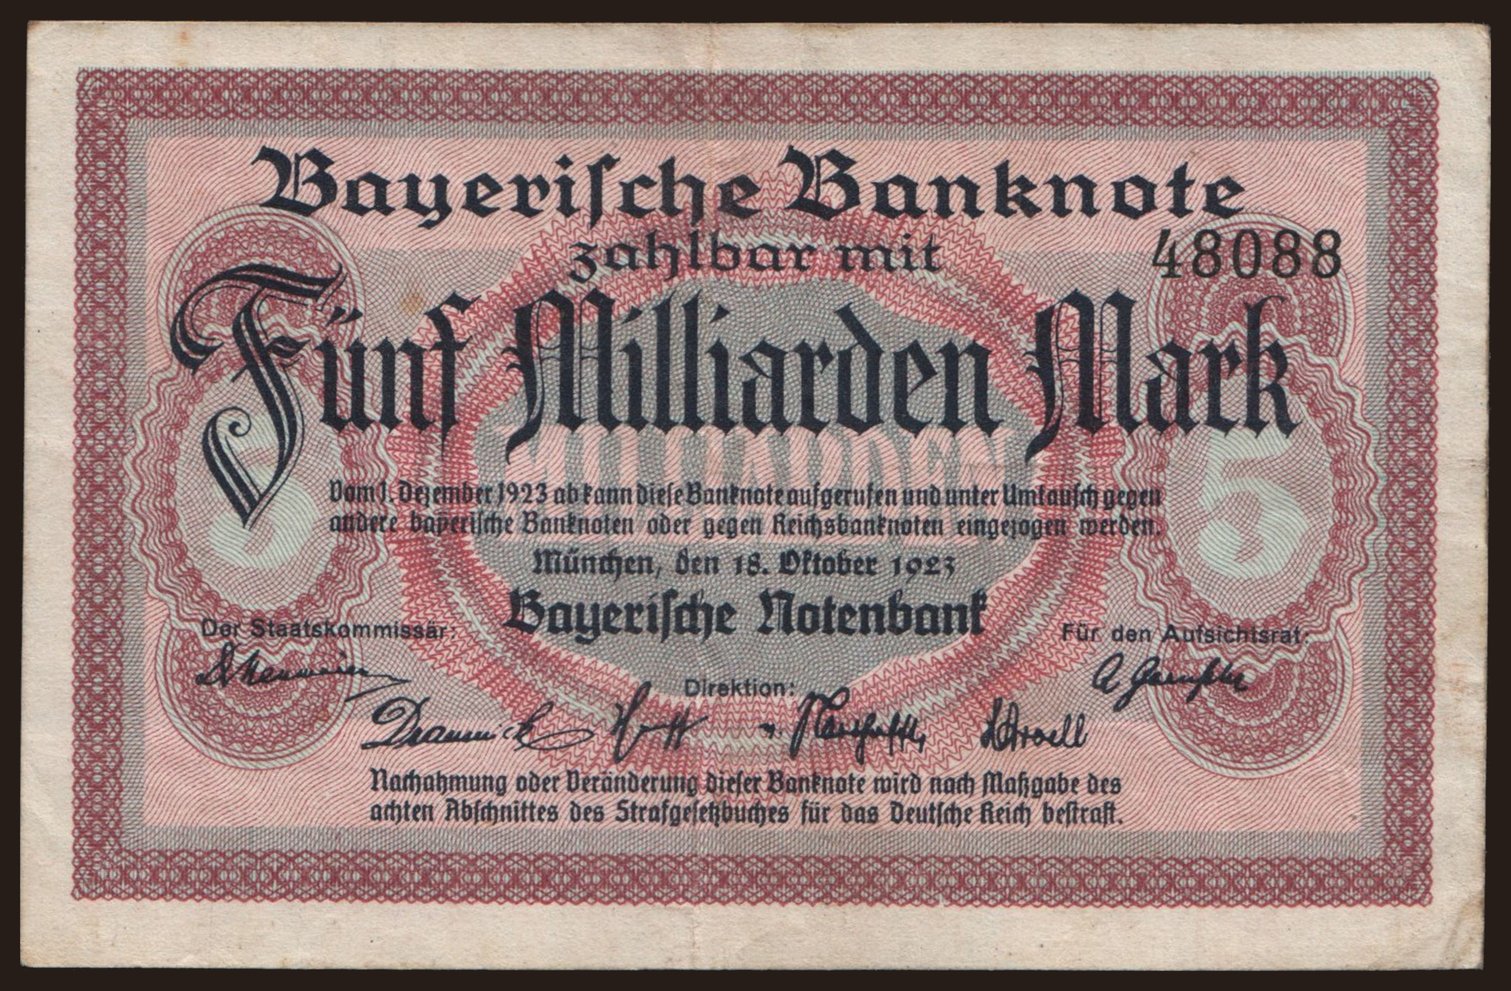 Bayerische Banknote
zahlbar mit
48088
Fünf Milliarden Mark
MILLIARDEN
5 5
Vom 1. Dezember 1923 ab kann diese Banknote aufgerufen und unter Umtausch gegen
andere bayerische Banknoten oder gegen Reichsbanknoten eingezogen werden.
München, den 18. Oktober 1923
Bayerische Notenbank
Der Staatskommissär:
Für den Aufsichtsrat:
Direktion:
Nachahmung oder Veränderung dieser Banknote wird nach Maßgabe des
achten Abschnittes des Strafgesetzbuches für das Deutsche Reich bestraft.